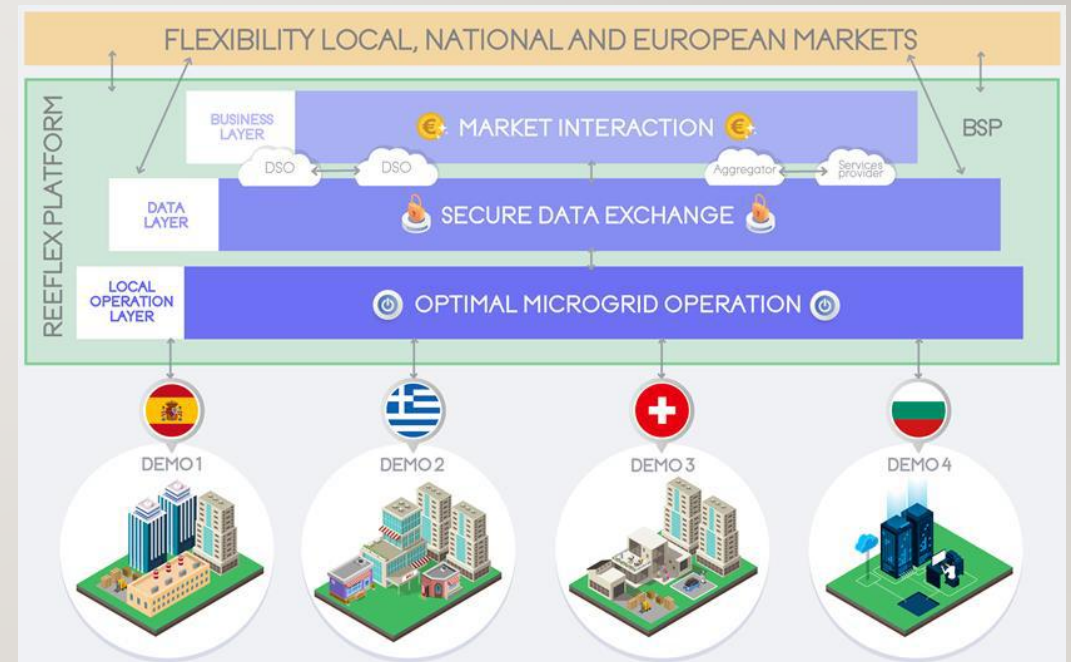 FLEXIBILITY LOCAL, NATIONAL AND EUROPEAN MARKETS
REEFLEX PLATFORM
BUSINESS
LAYER
€ MARKET INTERACTION €
BSP
DSO
DSO
Aggregator
Services
provider
DATA
LAYER
SECURE DATA EXCHANGE
LOCAL
OPERATION
LAYER
OPTIMAL MICROGRID OPERATION
DEMO 1
DEMO 2
DEMO 3
DEMO 4